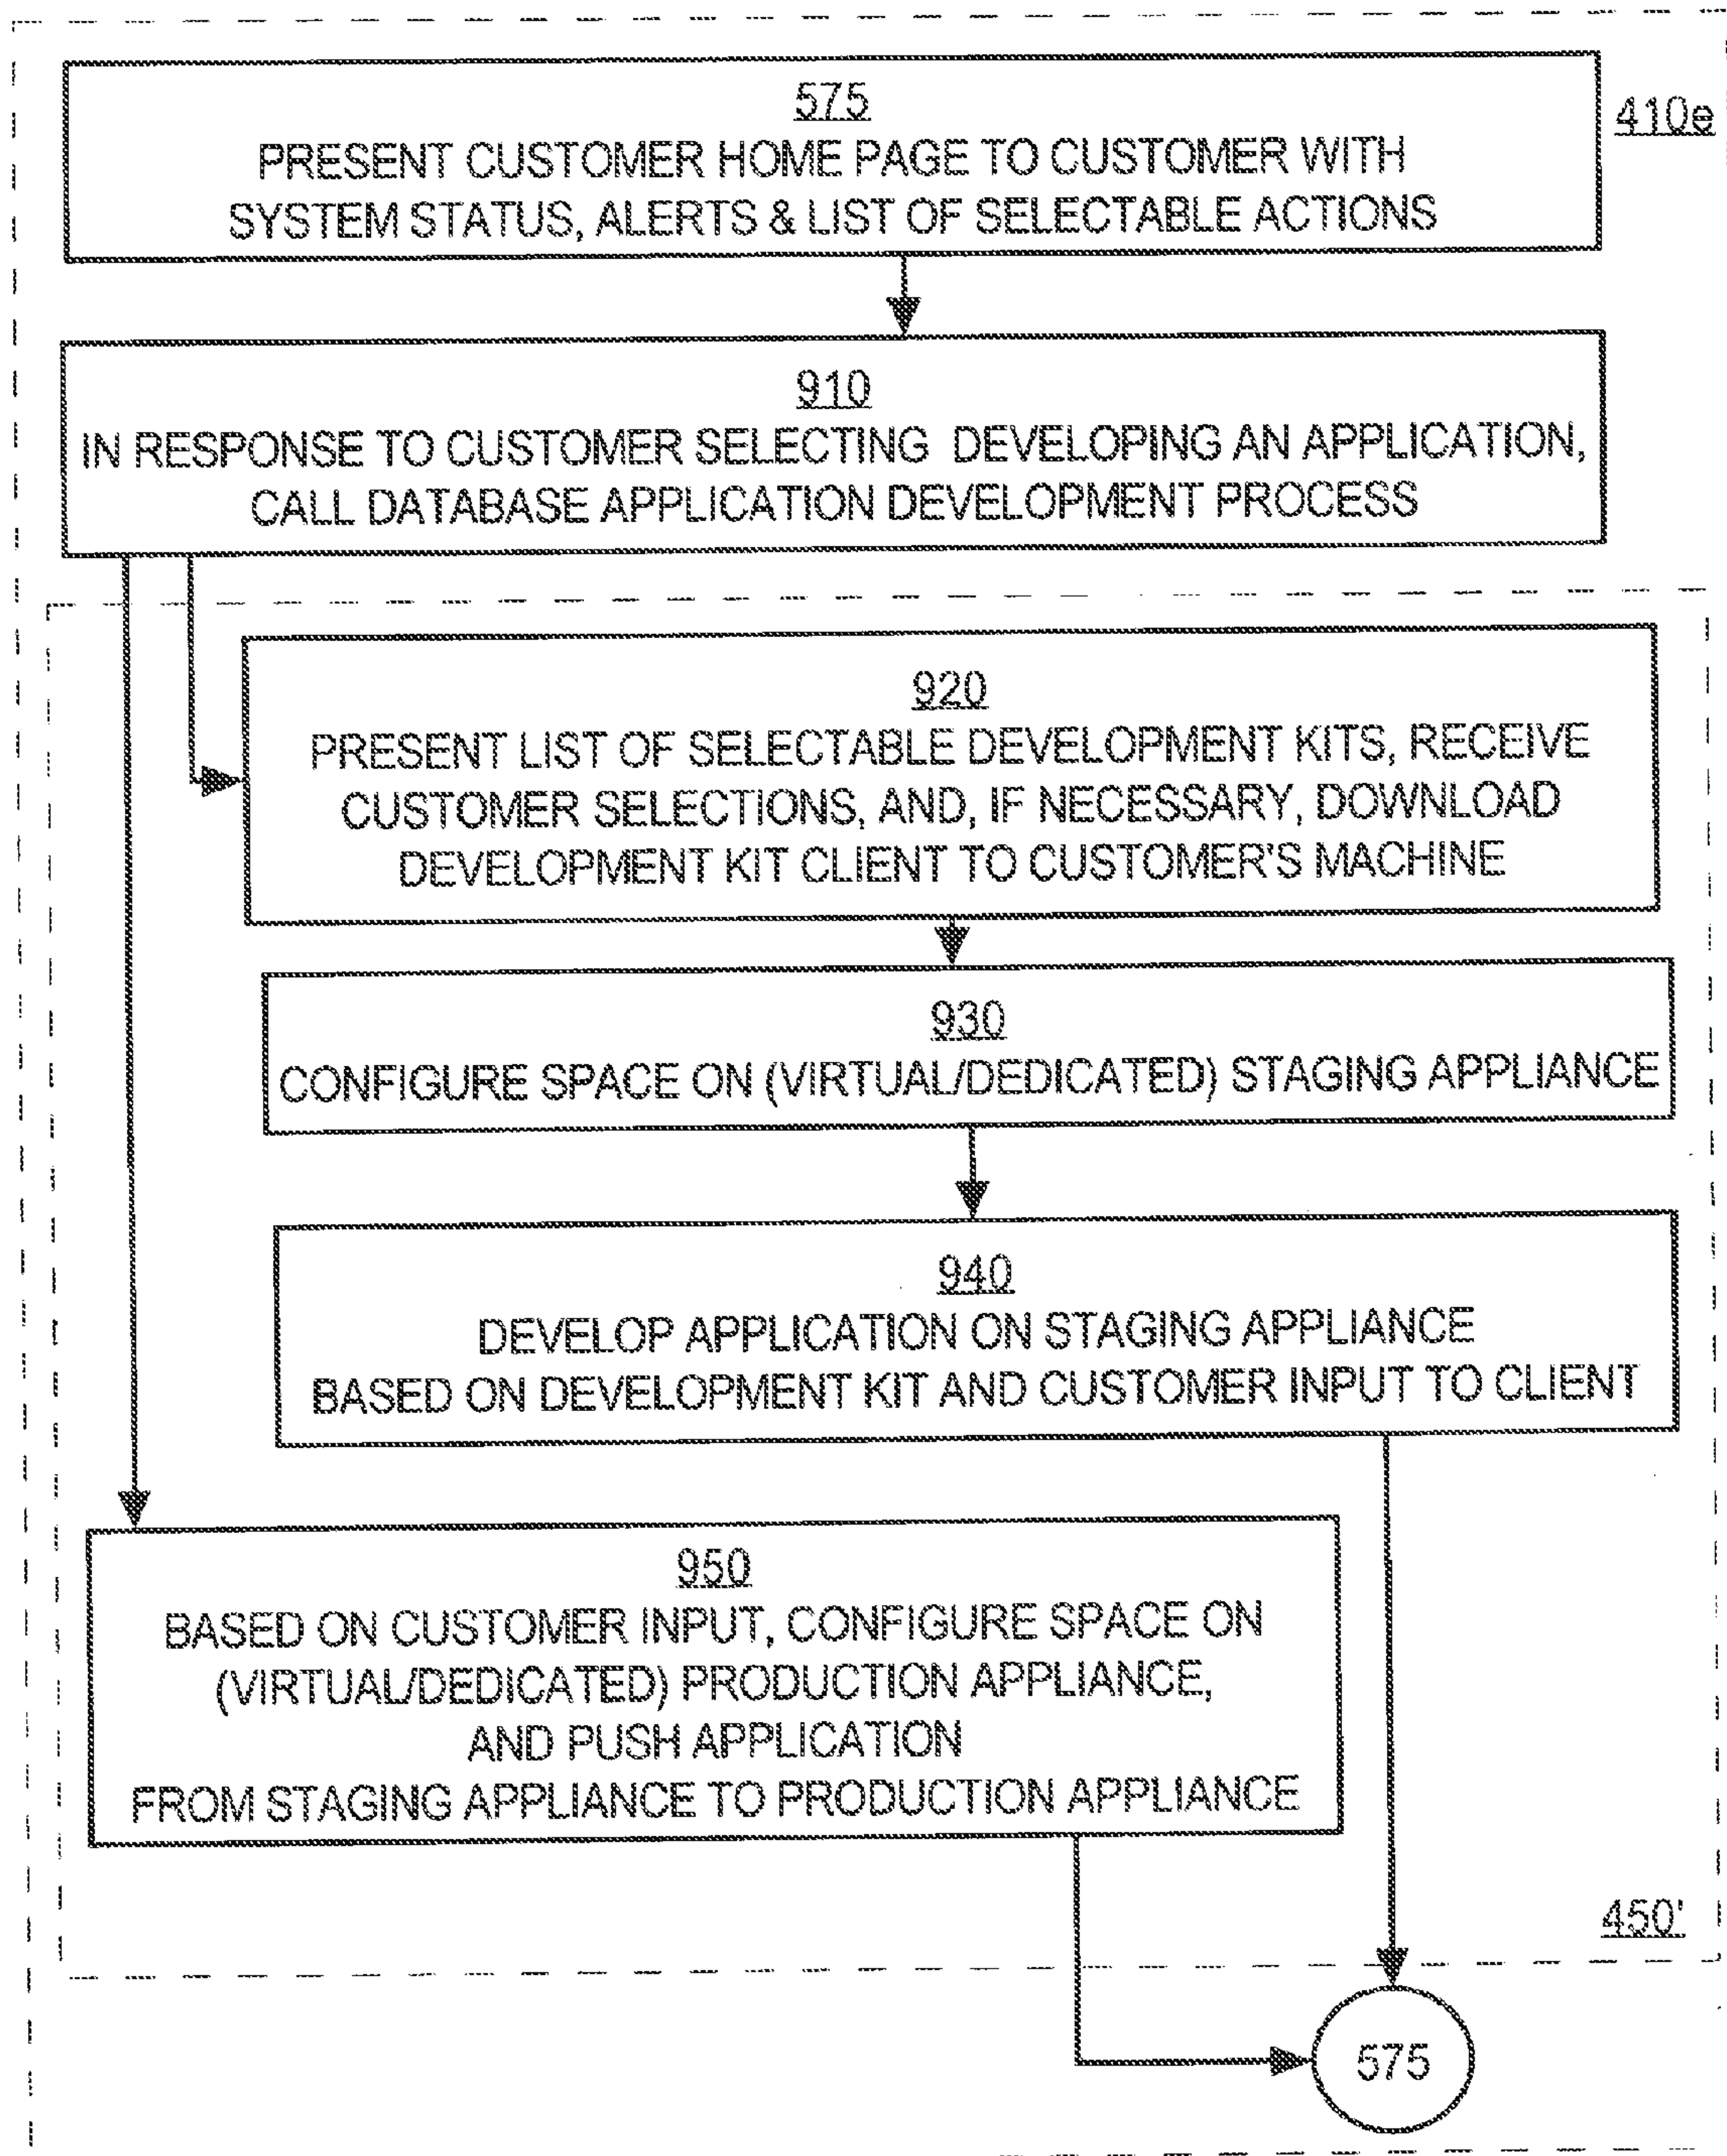 575
410e
PRESENT CUSTOMER HOME PAGE TO CUSTOMER WITH
SYSTEM STATUS, ALERTS & LIST OF SELECTABLE ACTIONS
910
IN RESPONSE TO CUSTOMER SELECTING DEVELOPING AN APPLICATION,
CALL DATABASE APPLICATION DEVELOPMENT PROCESS
920
PRESENT LIST OF SELECTABLE DEVELOPMENT KITS, RECEIVE
CUSTOMER SELECTIONS, AND, IF NECESSARY, DOWNLOAD
DEVELOPMENT KIT CLIENT TO CUSTOMER'S MACHINE
930
CONFIGURE SPACE ON (VIRTUAL/DEDICATED) STAGING APPLIANCE
940
DEVELOP APPLICATION ON STAGING APPLIANCE
BASED ON DEVELOPMENT KIT AND CUSTOMER INPUT TO CLIENT
950
BASED ON CUSTOMER INPUT, CONFIGURE SPACE ON
(VIRTUAL/DEDICATED) PRODUCTION APPLIANCE,
AND PUSH APPLICATION
FROM STAGING APPLIANCE TO PRODUCTION APPLIANCE
450'
575